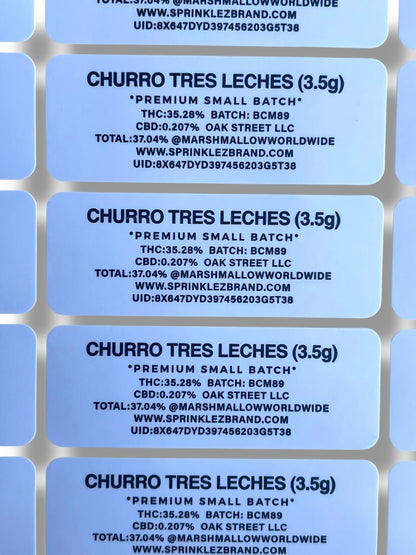 TOTAL:37.04% @MARSHMALLOWWORLDWIDE
WWW.SPRINKLEZBRAND.COM
UID:8X647DYD397456203G5T38
CHURRO TRES LECHES (3.5g)
*PREMIUM SMALL BATCH*
THC:35.28% BATCH: BCM89
CBD:0.207% OAK STREET LLC
TOTAL:37.04% @MARSHMALLOWWORLDWIDE
WWW.SPRINKLEZBRAND.COM
UID:8X647DYD397456203G5T38
CHURRO TRES LECHES (3.5g)
*PREMIUM SMALL BATCH*
THC:35.28% BATCH: BCM89
CBD:0.207% OAK STREET LLC
TOTAL:37.04% @MARSHMALLOWWORLDWIDE
WWW.SPRINKLEZBRAND.COM
UID:8X647DYD397456203G5T38
CHURRO TRES LECHES (3.5g)
*PREMIUM SMALL BATCH*
THC:35.28% BATCH: BCM89
CBD:0.207% OAK STREET LLC
TOTAL:37.04% @MARSHMALLOWWORLDWIDE
WWW.SPRINKLEZBRAND.COM
UID:8X647DYD397456203G5T38
CHURRO TRES LECHES (3.5g)
*PREMIUM SMALL BATCH*
THC:35.28% BATCH: BCM89
CBD:0.207% OAK STREET LLC
TOTAL:37.04% @MARSHMALLOWWORLDWIDE
WWW.SPRINKLEZBRAND.COM